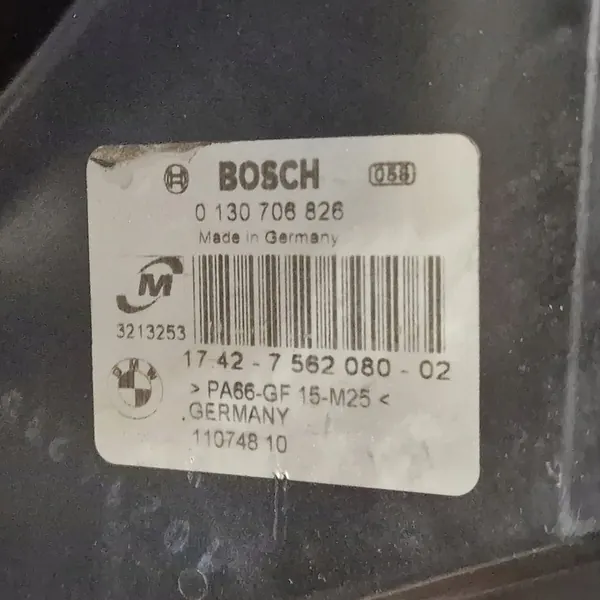 BOSCH
0 130 706 826
Made in Germany
M
3213253
17.42 - 7 562 080 - 02
BMW
> PA66-GF 15-M25 <
.GERMANY
110748 10